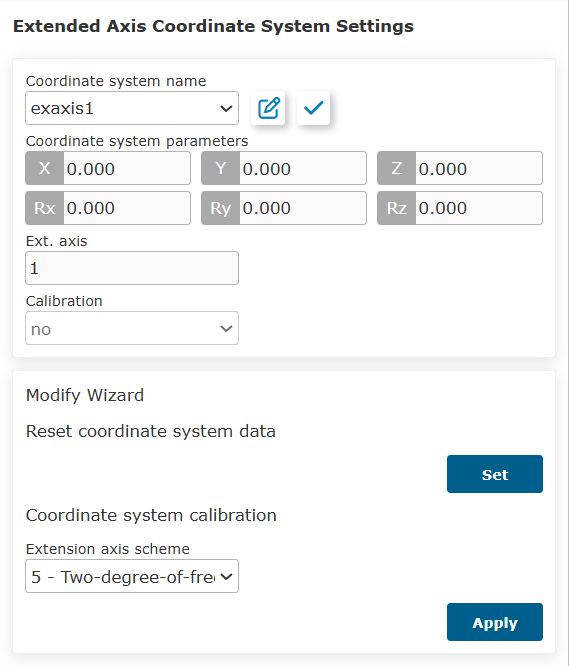 Extended Axis Coordinate System Settings
Coordinate system name
exaxis1
Coordinate system parameters
X 0.000 Y 0.000 Z 0.000
Rx 0.000 Ry 0.000 Rz 0.000
Ext. axis
1
Calibration
no
Modify Wizard
Reset coordinate system data
Set
Coordinate system calibration
Extension axis scheme
5 - Two-degree-of-fre
Apply